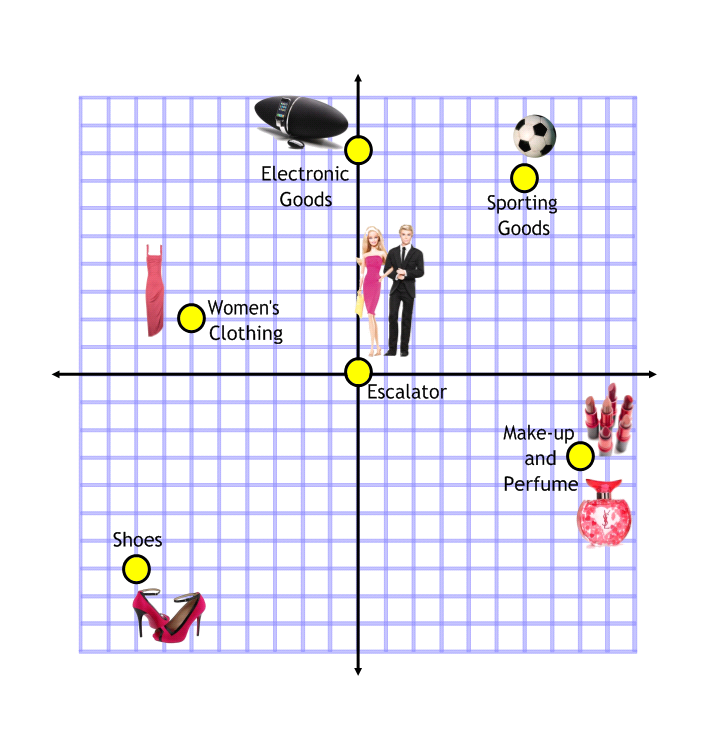 Electronic
Goods
Sporting
Goods
Women's
Clothing
Escalator
Make-up
and
Perfume
Shoes